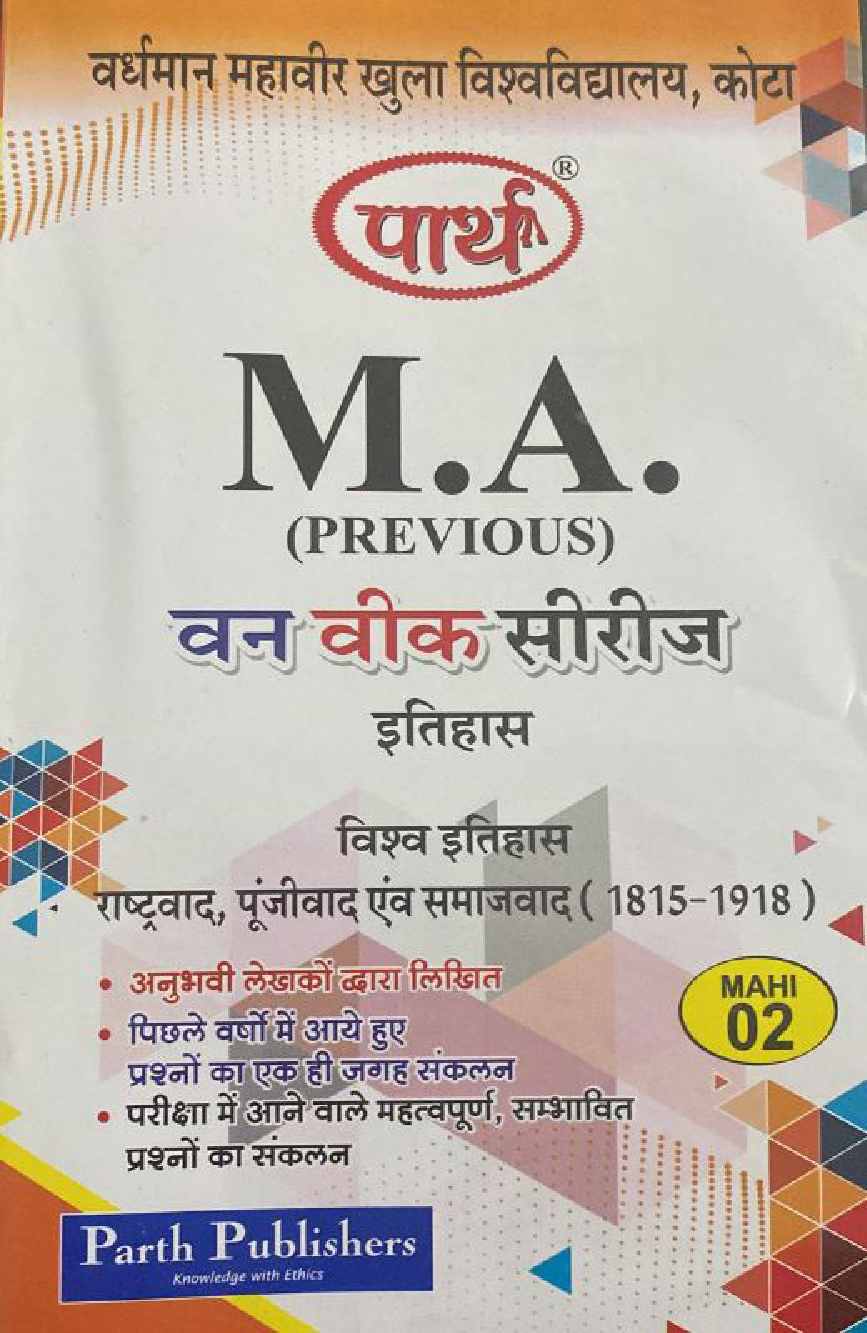 वर्धमान महावीर खुला विश्वविद्यालय, कोटा
पार्थ ®
M.A.
(PREVIOUS)
वन वीक सीरीज
इतिहास
विश्व इतिहास
राष्ट्रवाद, पूंजीवाद एंव समाजवाद ( 1815-1918 )
• अनुभवी लेखकों द्वारा लिखित
• पिछले वर्षो में आये हुए
प्रश्नों का एक ही जगह संकलन
• परीक्षा में आने वाले महत्वपूर्ण, सम्भावित
प्रश्नों का संकलन
MAHI
02
Parth Publishers
Knowledge with Ethics